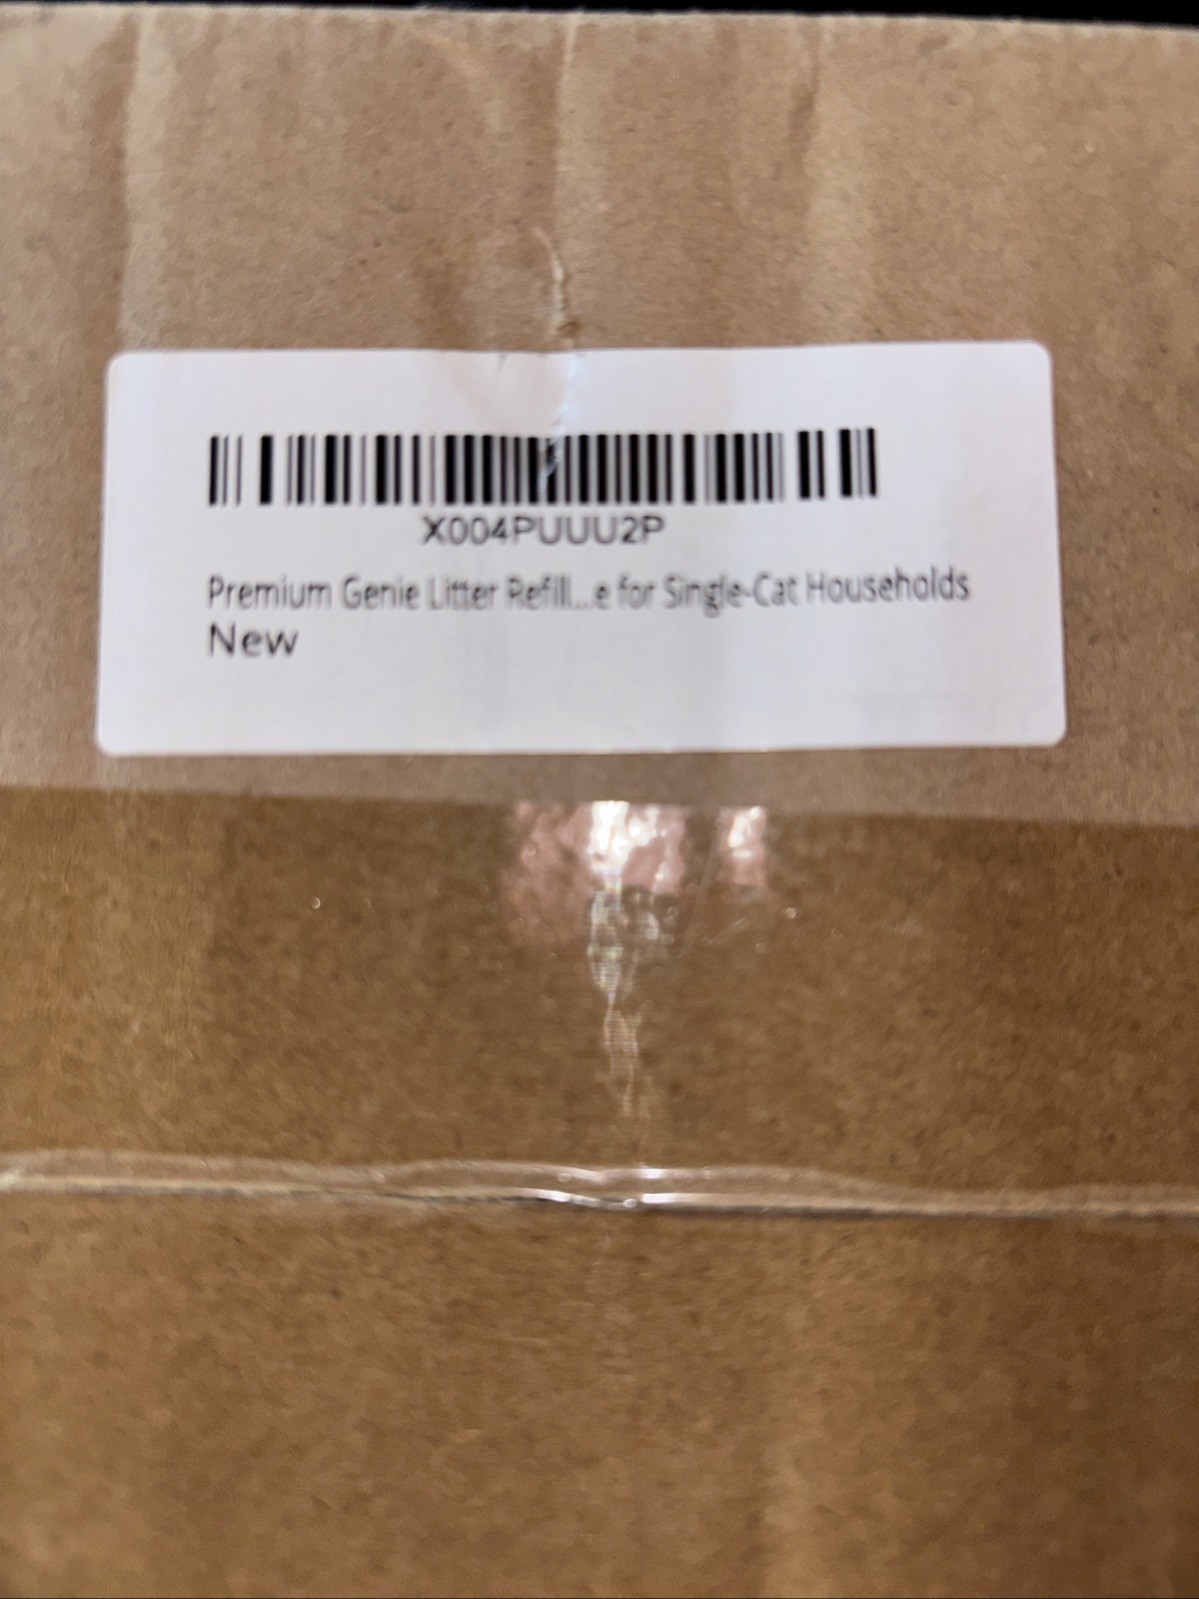 X004PUUU2P
Premium Genie Litter Refill...e for Single-Cat Households
New